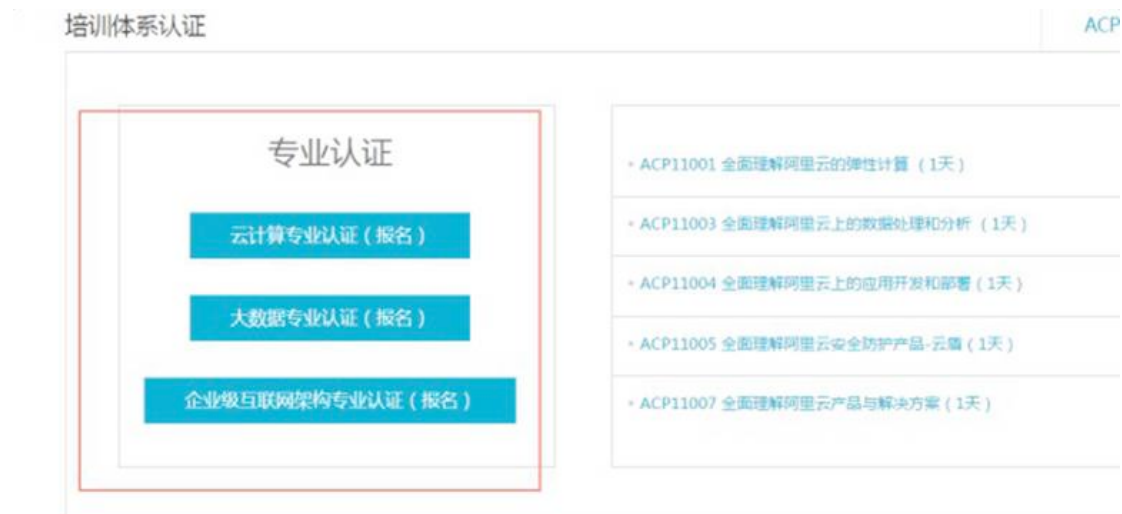 培训体系认证
ACP
专业认证
云计算专业认证（报名）
大数据专业认证（报名）
企业级互联网架构专业认证（报名）
ACP11001 全面理解阿里云的弹性计算（1天）
ACP11003 全面理解阿里云上的数据处理和分析（1天）
ACP11004 全面理解阿里云上的应用开发和部署（1天）
ACP11005 全面理解阿里云安全防护产品-云盾（1天）
ACP11007 全面理解阿里云产品与解决方案（1天）